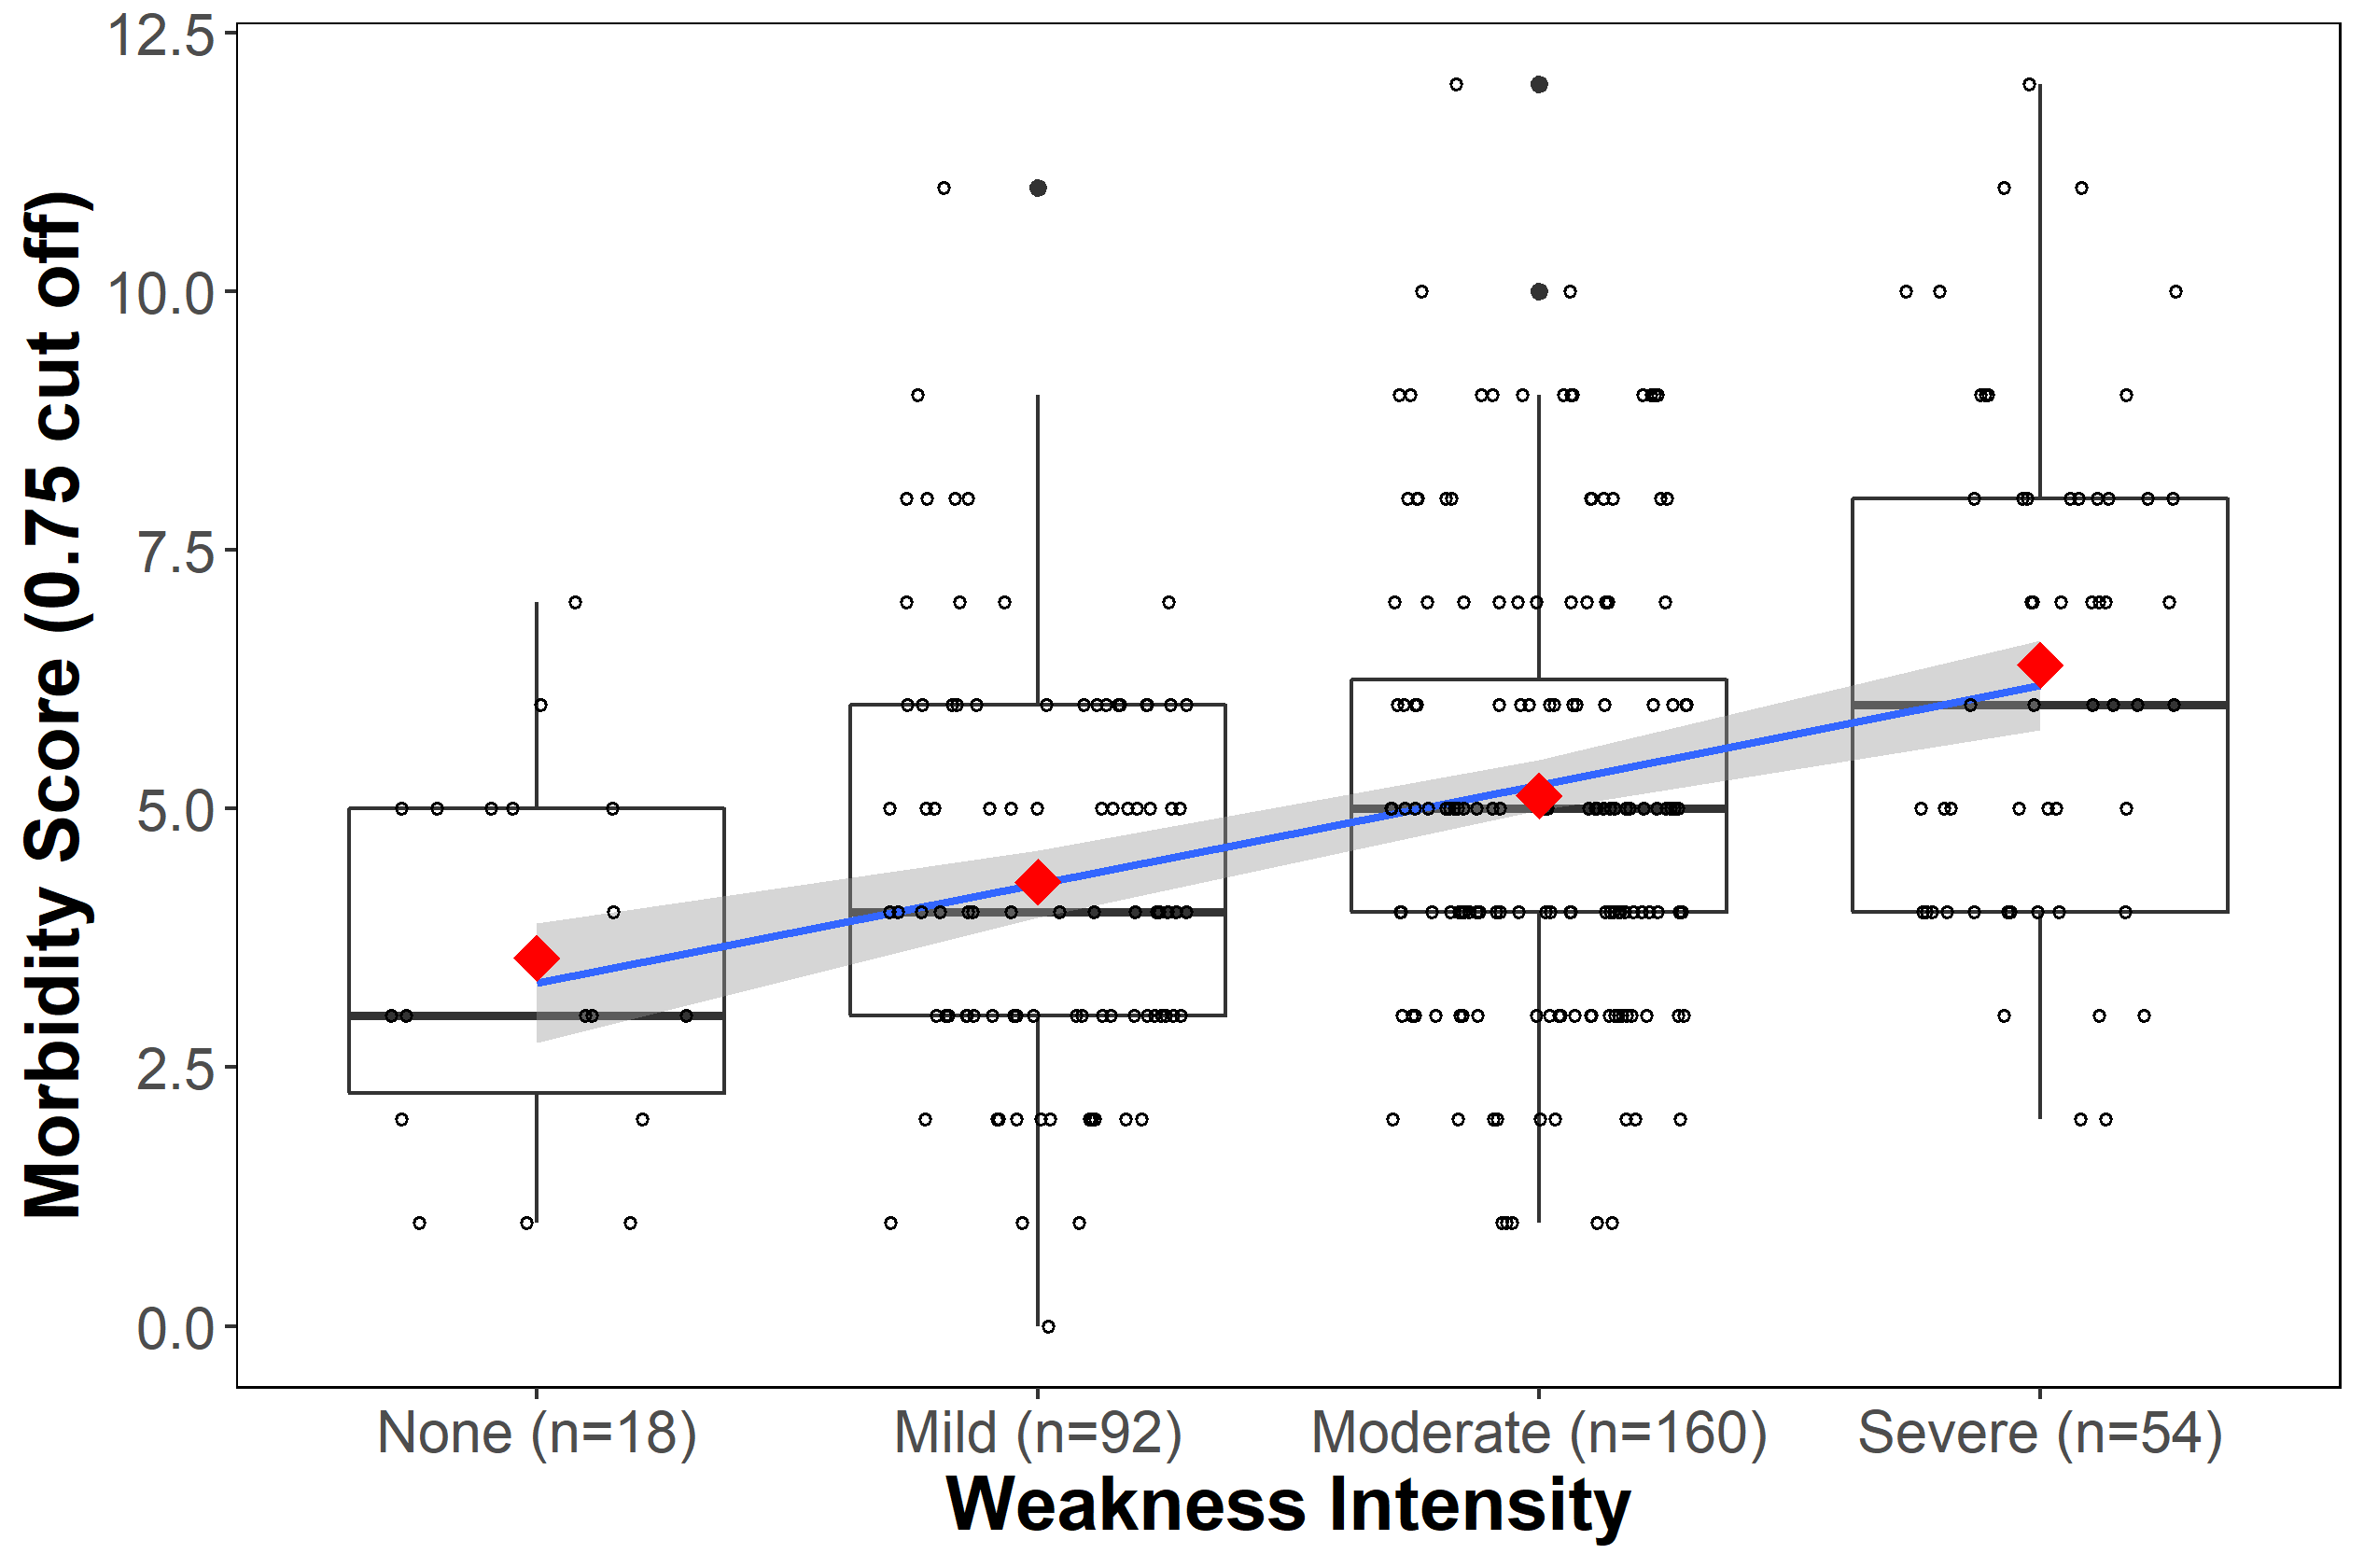 Morbidity Score (0.75 cut off)
12.5
10.0
7.5
5.0
2.5
0.0
None (n=18)
Mild (n=92)
Moderate (n=160)
Severe (n=54)
Weakness Intensity